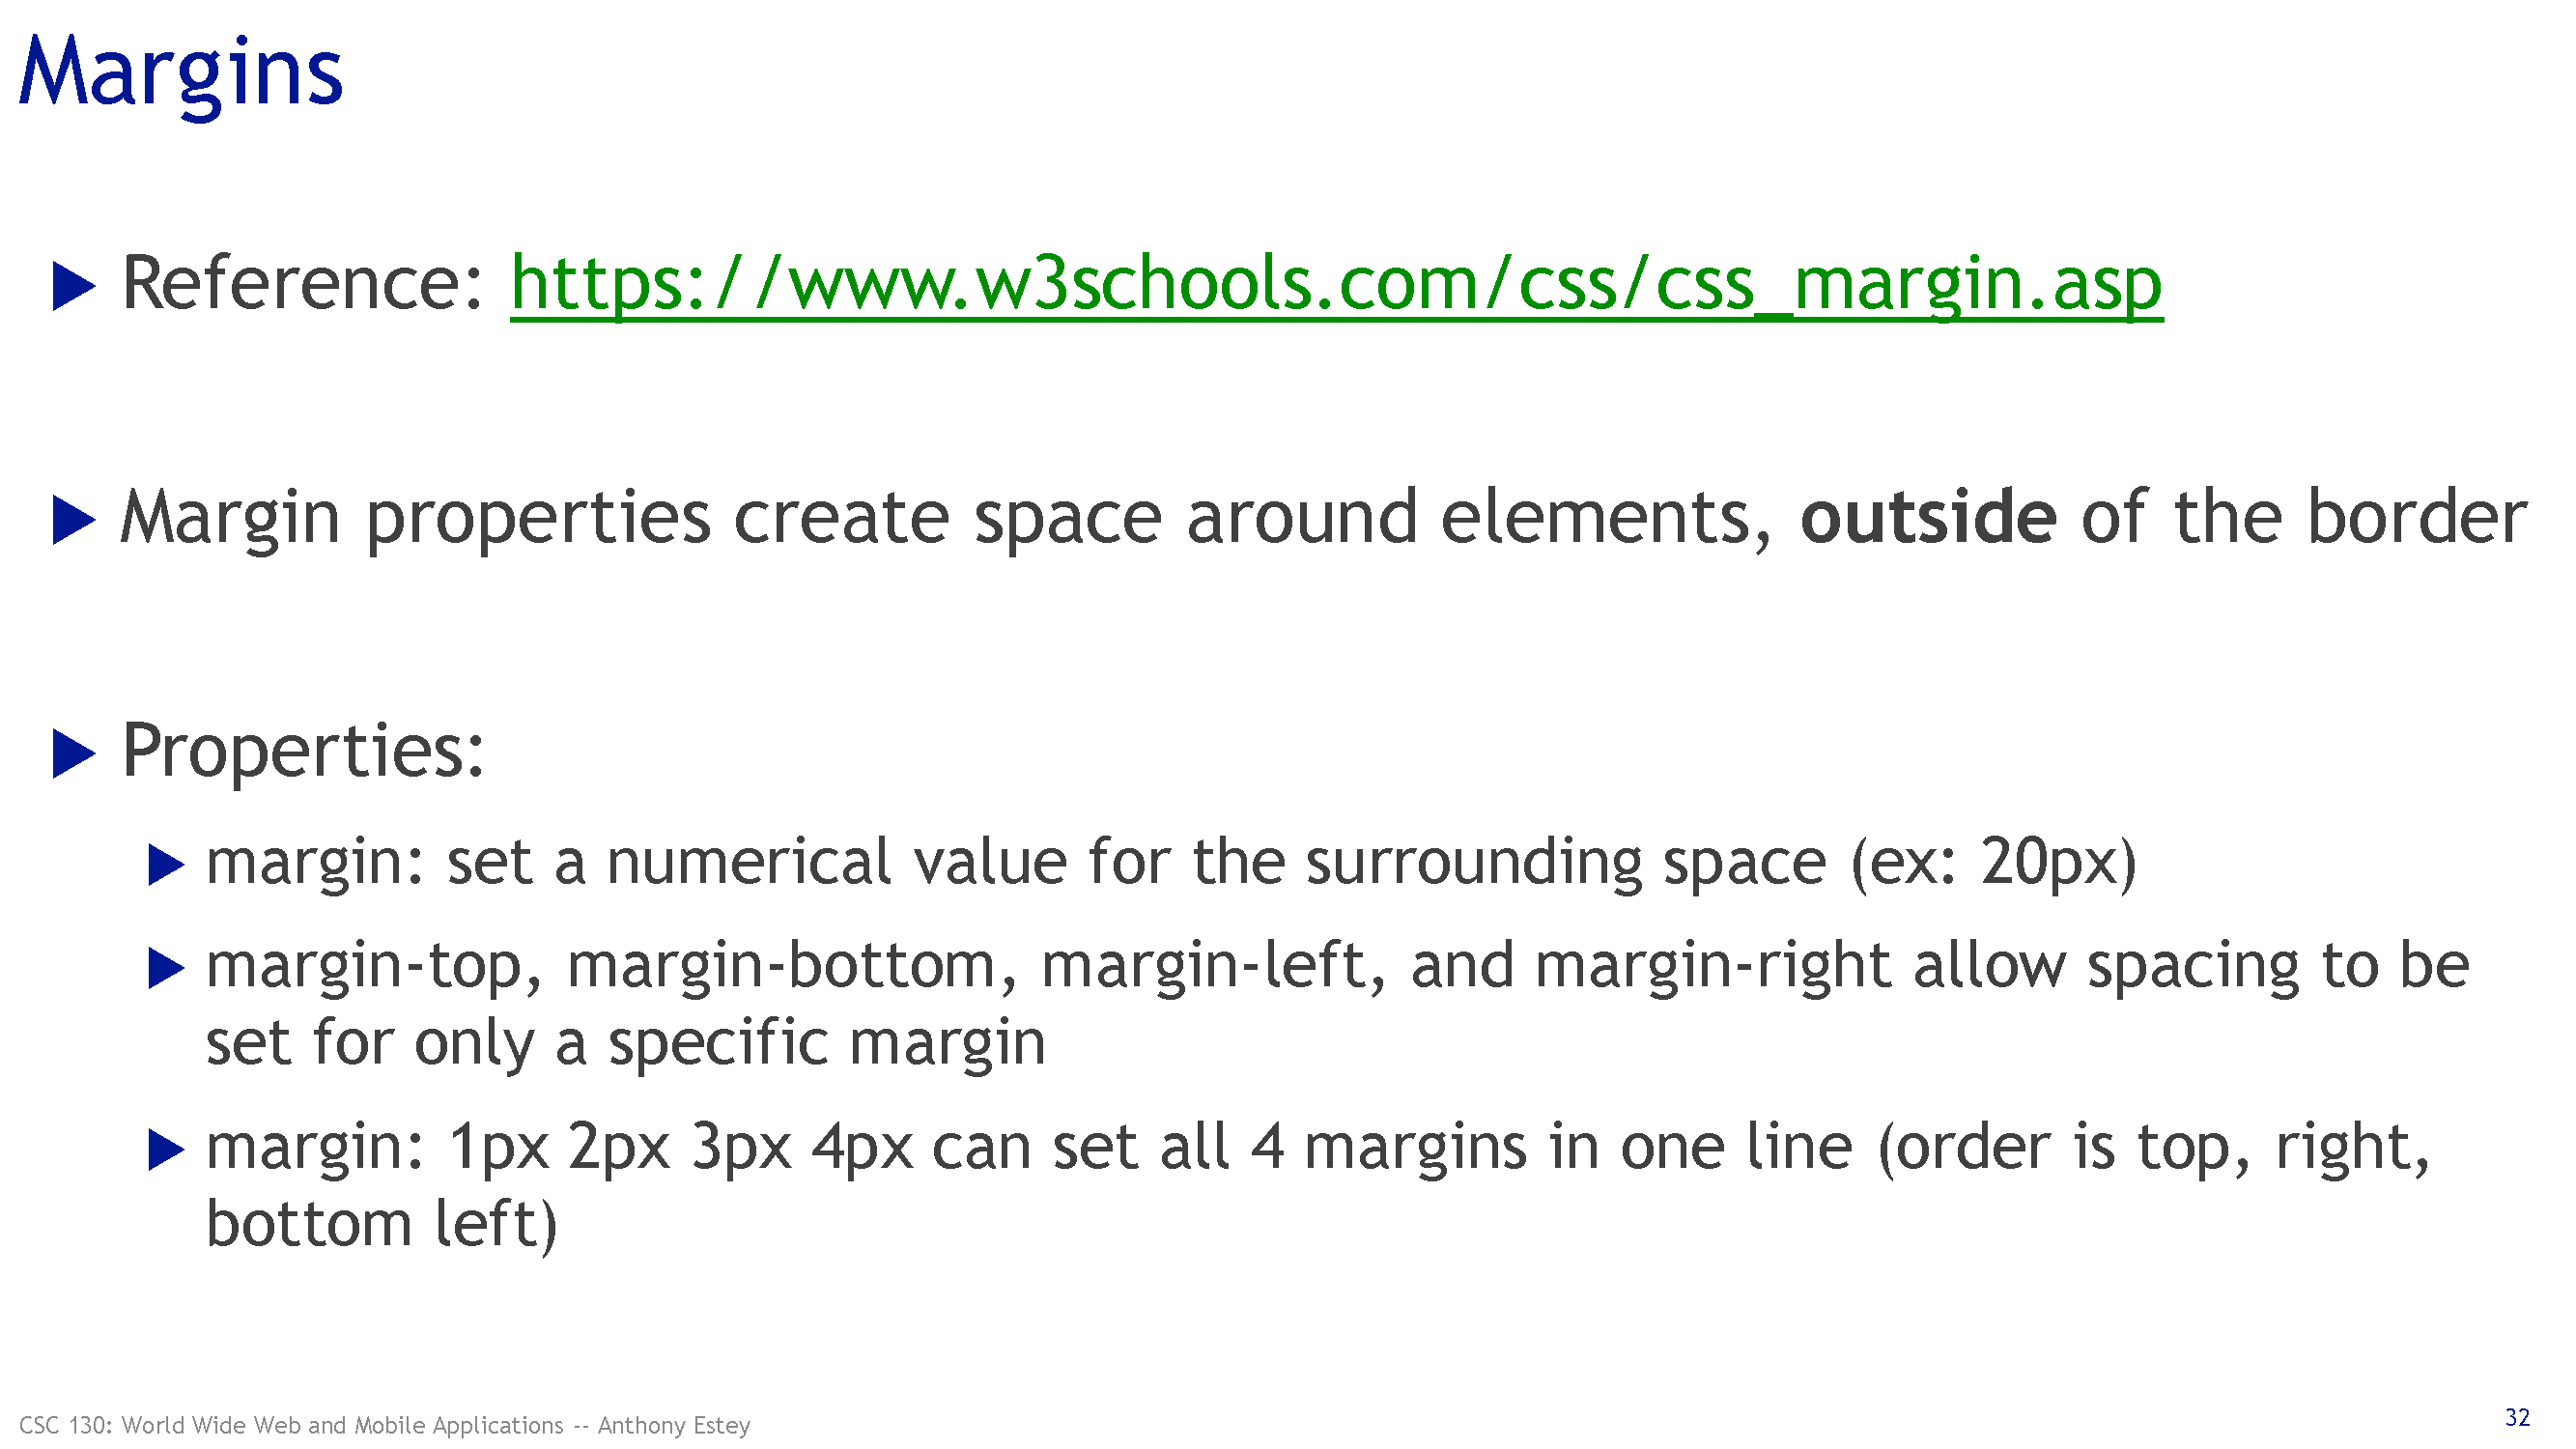 Margins
Reference: https://www.w3schools.com/css/css_margin.asp
Margin properties create space around elements, outside of the border
Properties:
margin: set a numerical value for the surrounding space (ex: 20px)
margin-top, margin-bottom, margin-left, and margin-right allow spacing to be
set for only a specific margin
margin: 1px 2px 3px 4px can set all 4 margins in one line (order is top, right,
bottom left)
CSC 130: World Wide Web and Mobile Applications -- Anthony Estey
32